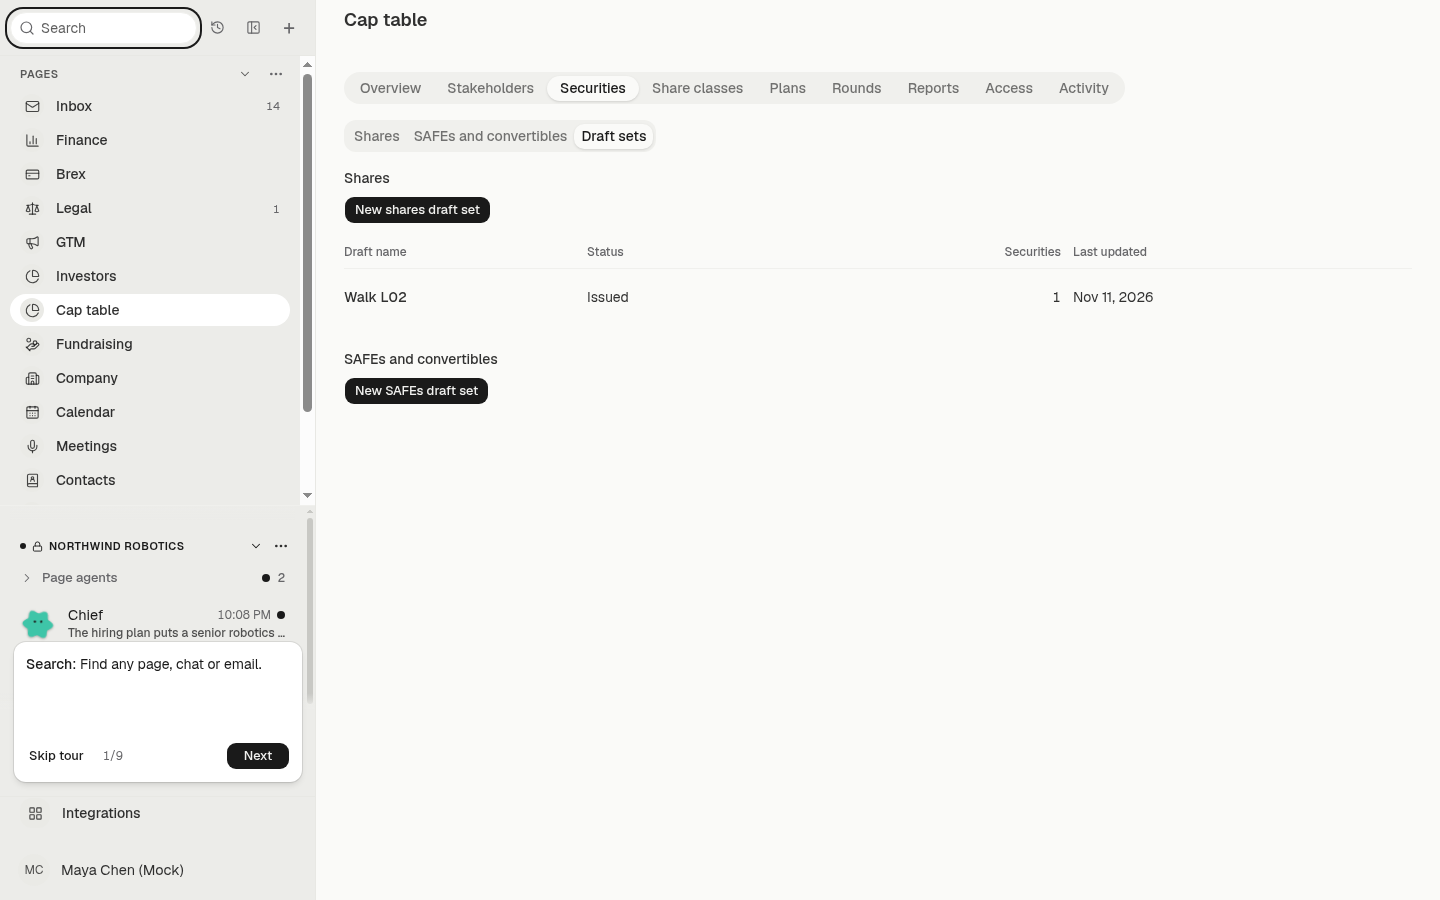 Search
PAGES
Inbox 14
Finance
Brex
Legal 1
GTM
Investors
Cap table
Fundraising
Company
Calendar
Meetings
Contacts
NORTHWIND ROBOTICS
Page agents 2
Chief 10:08 PM
The hiring plan puts a senior robotics ...
Search: Find any page, chat or email.
Skip tour 1/9 Next
Integrations
MC Maya Chen (Mock)
Cap table
Overview Stakeholders Securities Share classes Plans Rounds Reports Access Activity
Shares SAFEs and convertibles Draft sets
Shares
New shares draft set
Draft name Status Securities Last updated
Walk L02 Issued 1 Nov 11, 2026
SAFEs and convertibles
New SAFEs draft set